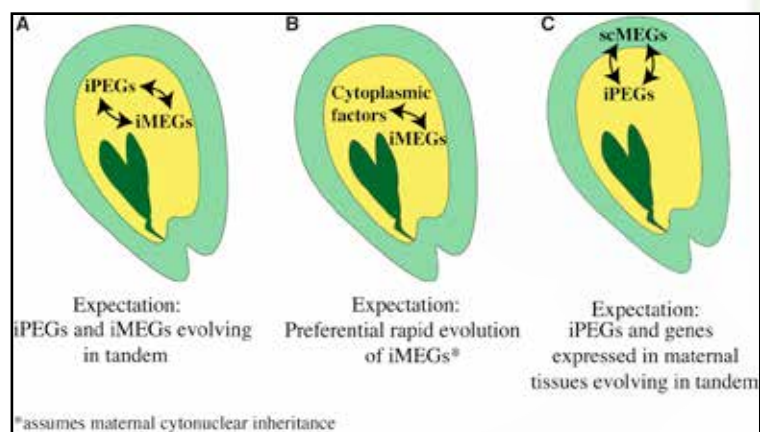 A
iPEGs
iMEGs
Expectation:
iPEGs and iMEGs evolving
in tandem
B
Cytoplasmic
factors
iMEGs
Expectation:
Preferential rapid evolution
of iMEGs*
C
scMEGs
iPEGs
Expectation:
iPEGs and genes
expressed in maternal
tissues evolving in tandem
*assumes maternal cytonuclear inheritance